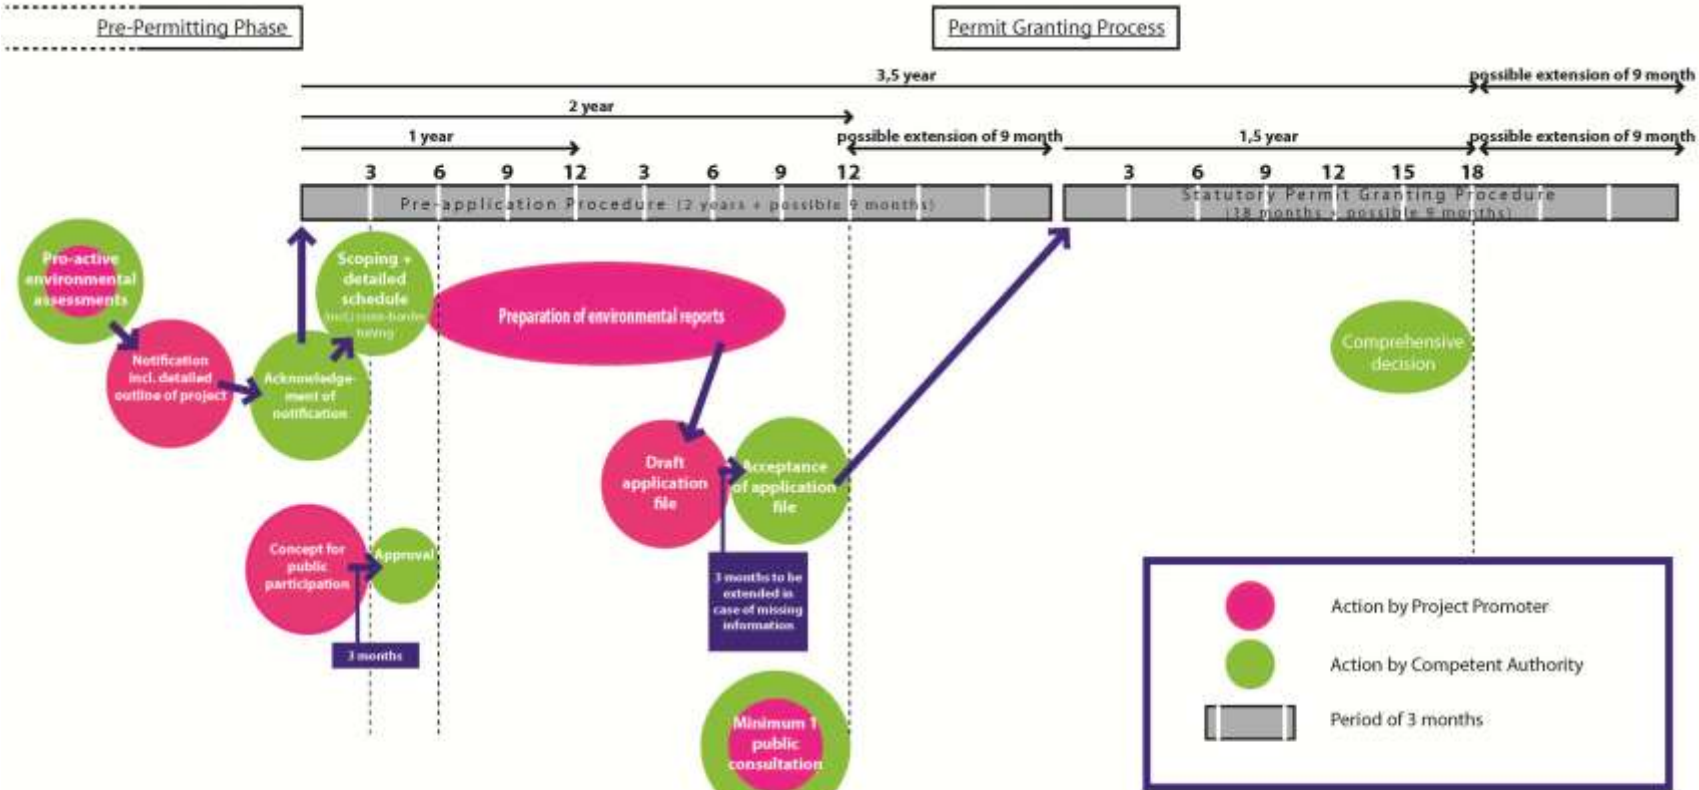 Pre-Permitting Phase
Permit Granting Process
3,5 year
possible extension of 9 month
2 year
1 year
possible extension of 9 month
1,5 year
possible extension of 9 month
3 6 9 12 3 6 9 12
3 6 9 12 15 18
Pre-application Procedure (2 years + possible 9 months)
Statutory Permit Granting Procedure
(18 months + possible 9 months)
Pro-active
environmental
assessments
Notification
incl. detailed
outline of project
Acknowledge-
ment of
notification
Scoping +
detailed
schedule
Preparation of environmental reports
Draft
application
file
Acceptance
of application
file
Comprehensive
decision
Concept for
public
participation
Approval
3 months
3 months to be
extended in
case of missing
information
Minimum 1
public
consultation
Action by Project Promoter
Action by Competent Authority
Period of 3 months